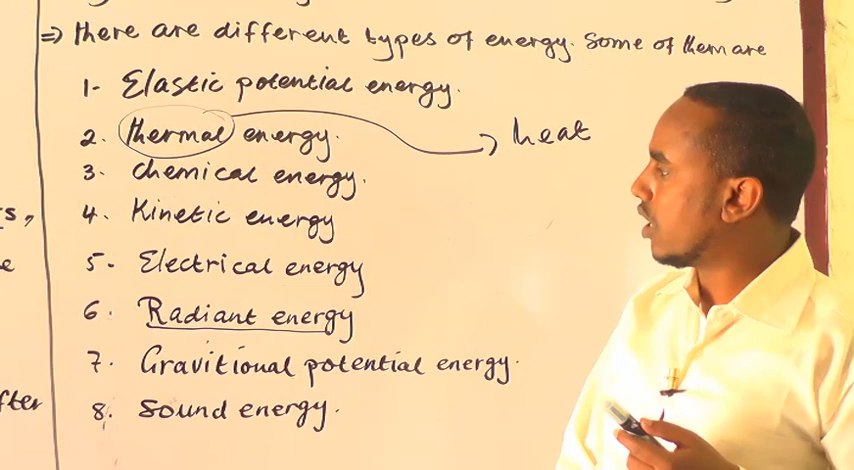 ⇒ There are different types of energy. Some of them are
1- Elastic potential energy.
2. thermal energy. → heat
3. chemical energy.
4. Kinetic energy
5- Electrical energy
6. Radiant energy
7. Gravitional potential energy.
8. Sound energy.
s,
e
fter